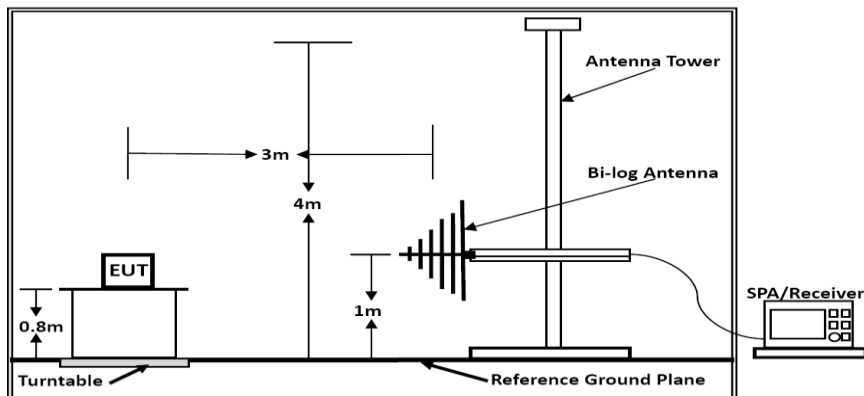 Antenna Tower
3m
Bi-log Antenna
4m
EUT
1m
SPA/Receiver
0.8m
Turntable
Reference Ground Plane